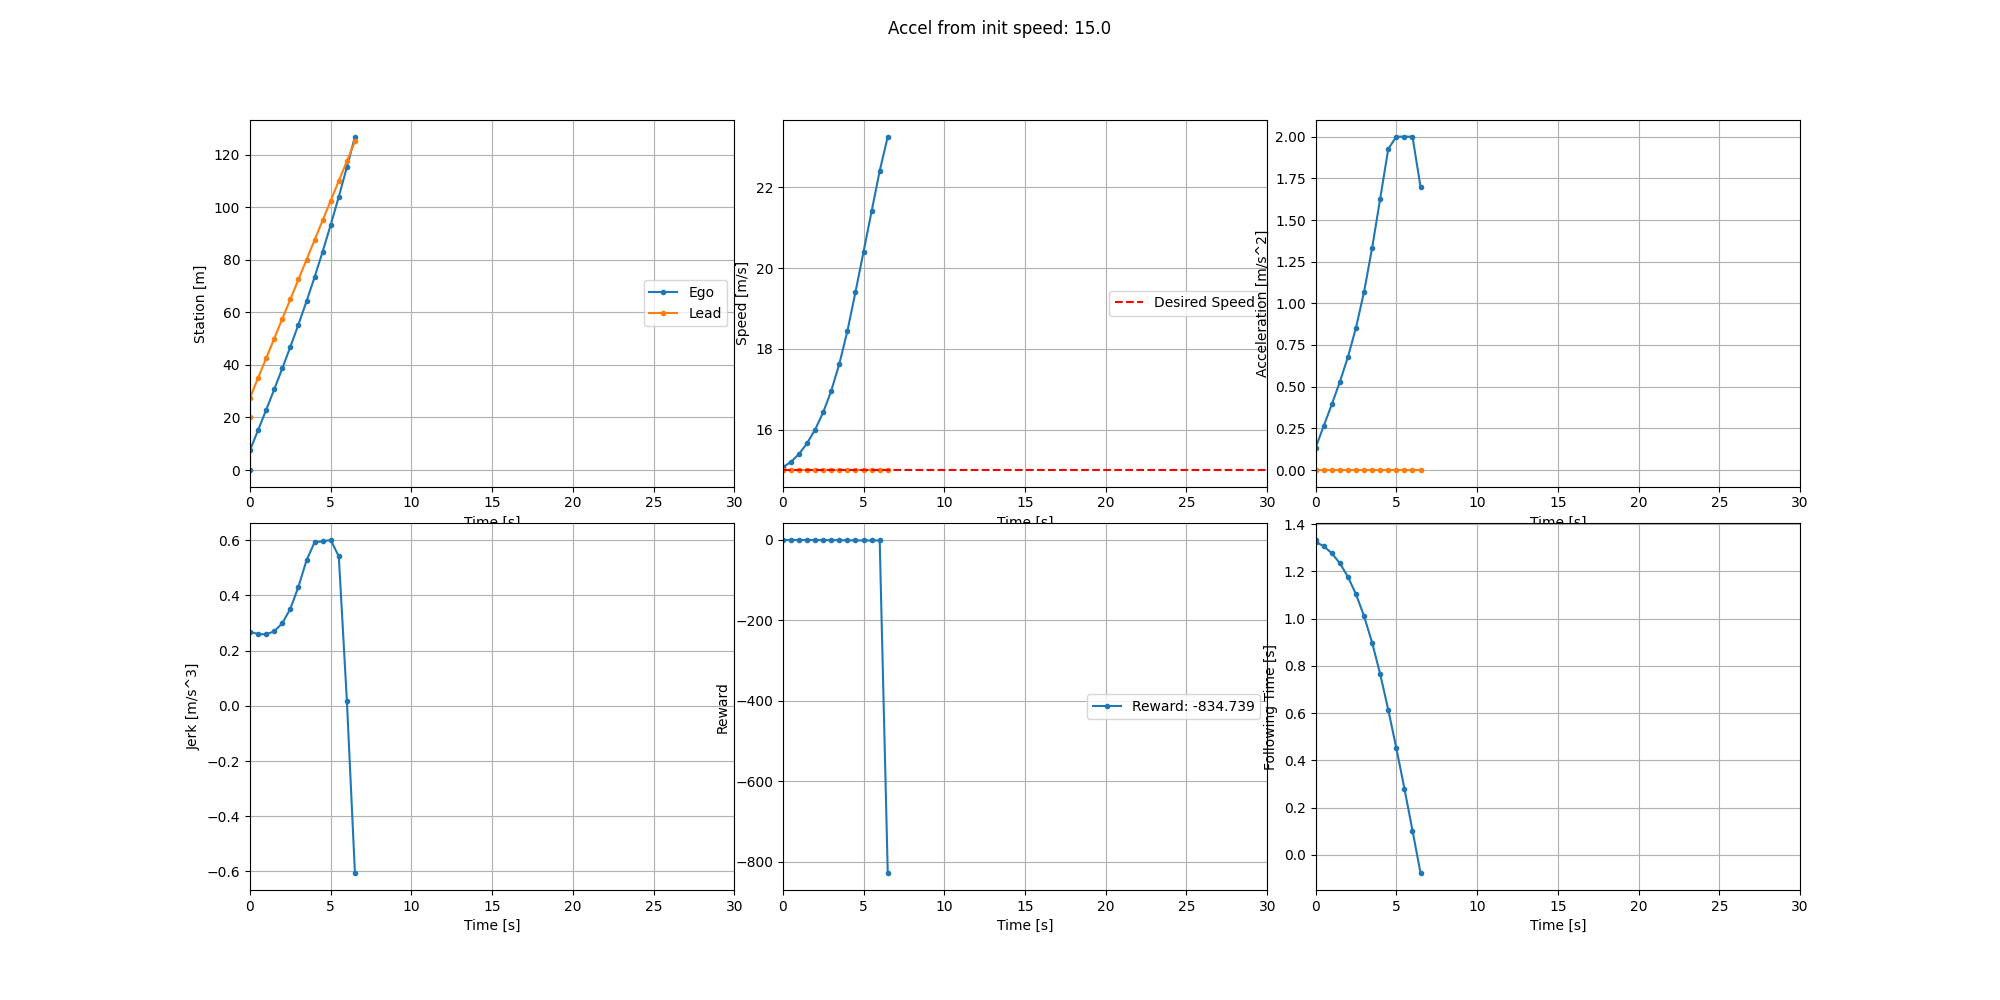 Accel from init speed: 15.0
Station [m]
120
100
80
60
40
20
0
0 5 10 15 20 25 30
Time [s]
Ego
Lead
Speed [m/s]
22
20
18
16
0 5 10 15 20 25 30
Time [s]
Desired Speed
Acceleration [m/s^2]
2.00
1.75
1.50
1.25
1.00
0.75
0.50
0.25
0.00
0 5 10 15 20 25 30
Time [s]
Jerk [m/s^3]
0.6
0.4
0.2
0.0
−0.2
−0.4
−0.6
0 5 10 15 20 25 30
Time [s]
Reward
0
−200
−400
−600
−800
0 5 10 15 20 25 30
Time [s]
Reward: -834.739
Following Time [s]
1.4
1.2
1.0
0.8
0.6
0.4
0.2
0.0
0 5 10 15 20 25 30
Time [s]